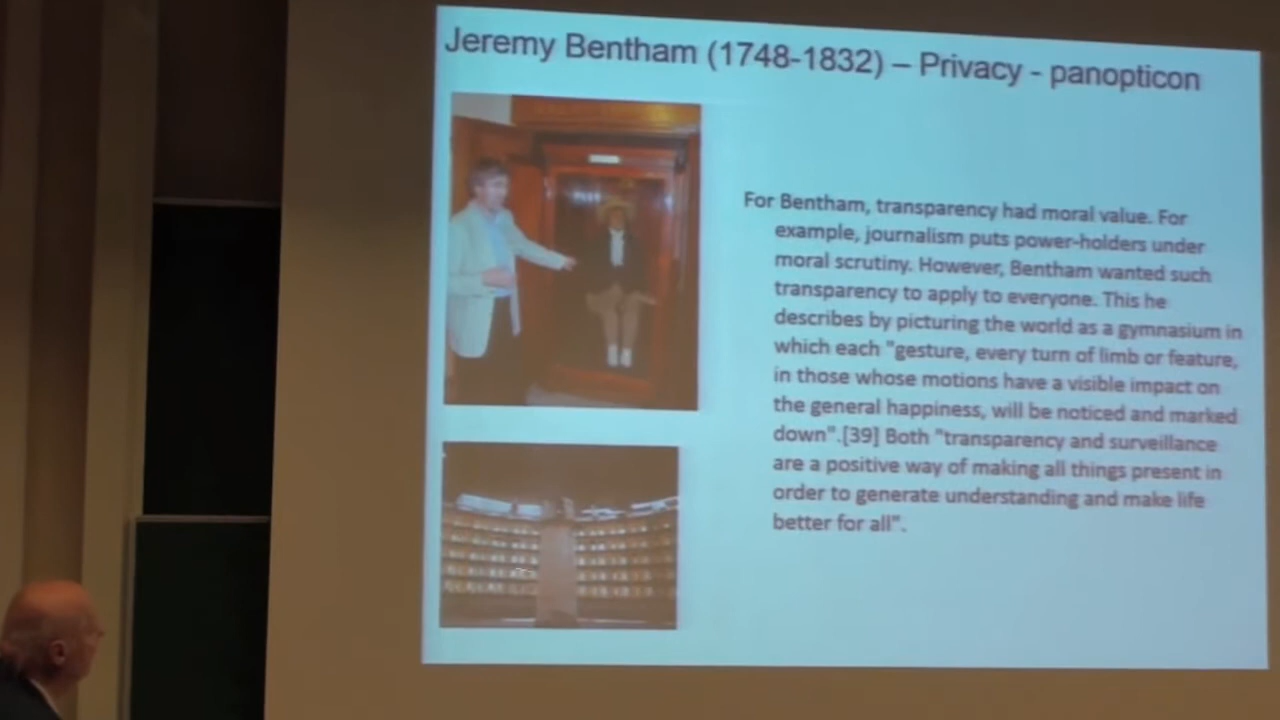 Jeremy Bentham (1748-1832) – Privacy - panopticon
For Bentham, transparency had moral value. For
example, journalism puts power-holders under
moral scrutiny. However, Bentham wanted such
transparency to apply to everyone. This he
describes by picturing the world as a gymnasium in
which each "gesture, every turn of limb or feature,
in those whose motions have a visible impact on
the general happiness, will be noticed and marked
down".[39] Both "transparency and surveillance
are a positive way of making all things present in
order to generate understanding and make life
better for all".